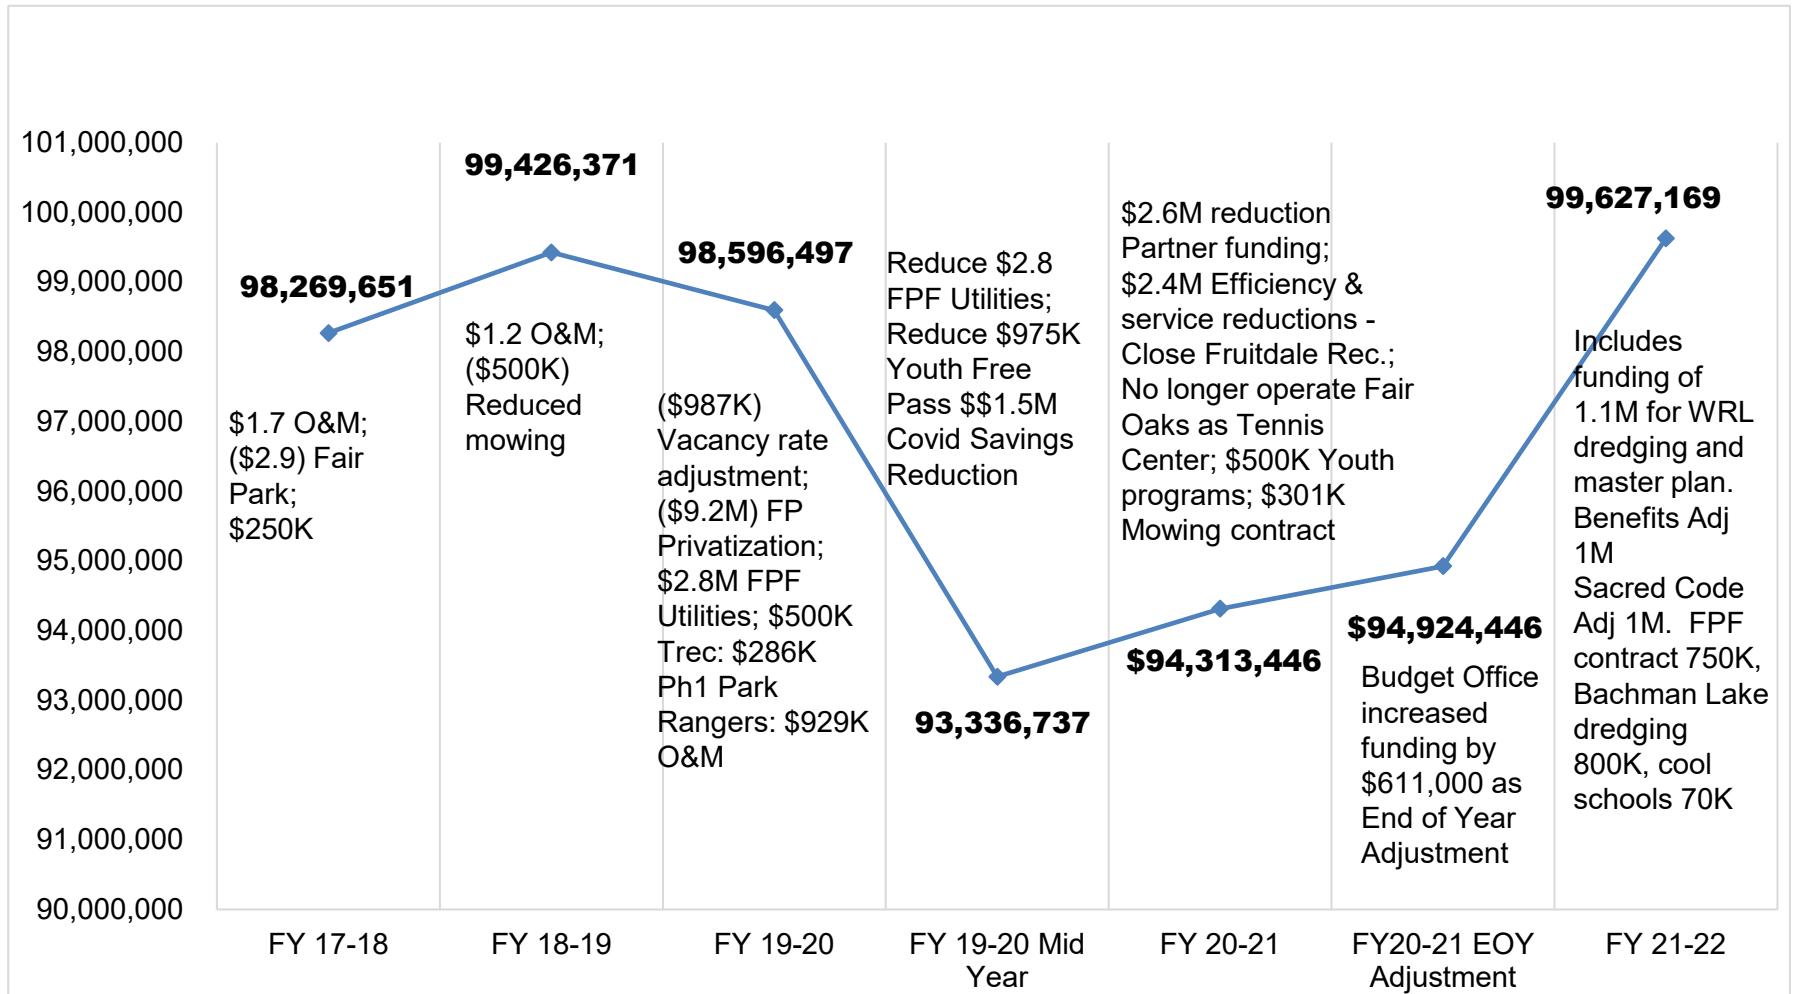 101,000,000
100,000,000
99,000,000
98,000,000
97,000,000
96,000,000
95,000,000
94,000,000
93,000,000
92,000,000
91,000,000
90,000,000
98,269,651
$1.7 O&M;
($2.9) Fair
Park;
$250K
99,426,371
$1.2 O&M;
($500K)
Reduced
mowing
98,596,497
($987K)
Vacancy rate
adjustment;
($9.2M) FP
Privatization;
$2.8M FPF
Utilities; $500K
Trec: $286K
Ph1 Park
Rangers: $929K
O&M
Reduce $2.8
FPF Utilities;
Reduce $975K
Youth Free
Pass $$1.5M
Covid Savings
Reduction
93,336,737
$2.6M reduction
Partner funding;
$2.4M Efficiency &
service reductions -
Close Fruitdale Rec.;
No longer operate Fair
Oaks as Tennis
Center; $500K Youth
programs; $301K
Mowing contract
$94,313,446
$94,924,446
Budget Office
increased
funding by
$611,000 as
End of Year
Adjustment
99,627,169
Includes
funding of
1.1M for WRL
dredging and
master plan.
Benefits Adj
1M
Sacred Code
Adj 1M.  FPF
contract 750K,
Bachman Lake
dredging
800K, cool
schools 70K
FY 17-18
FY 18-19
FY 19-20
FY 19-20 Mid
Year
FY 20-21
FY20-21 EOY
Adjustment
FY 21-22